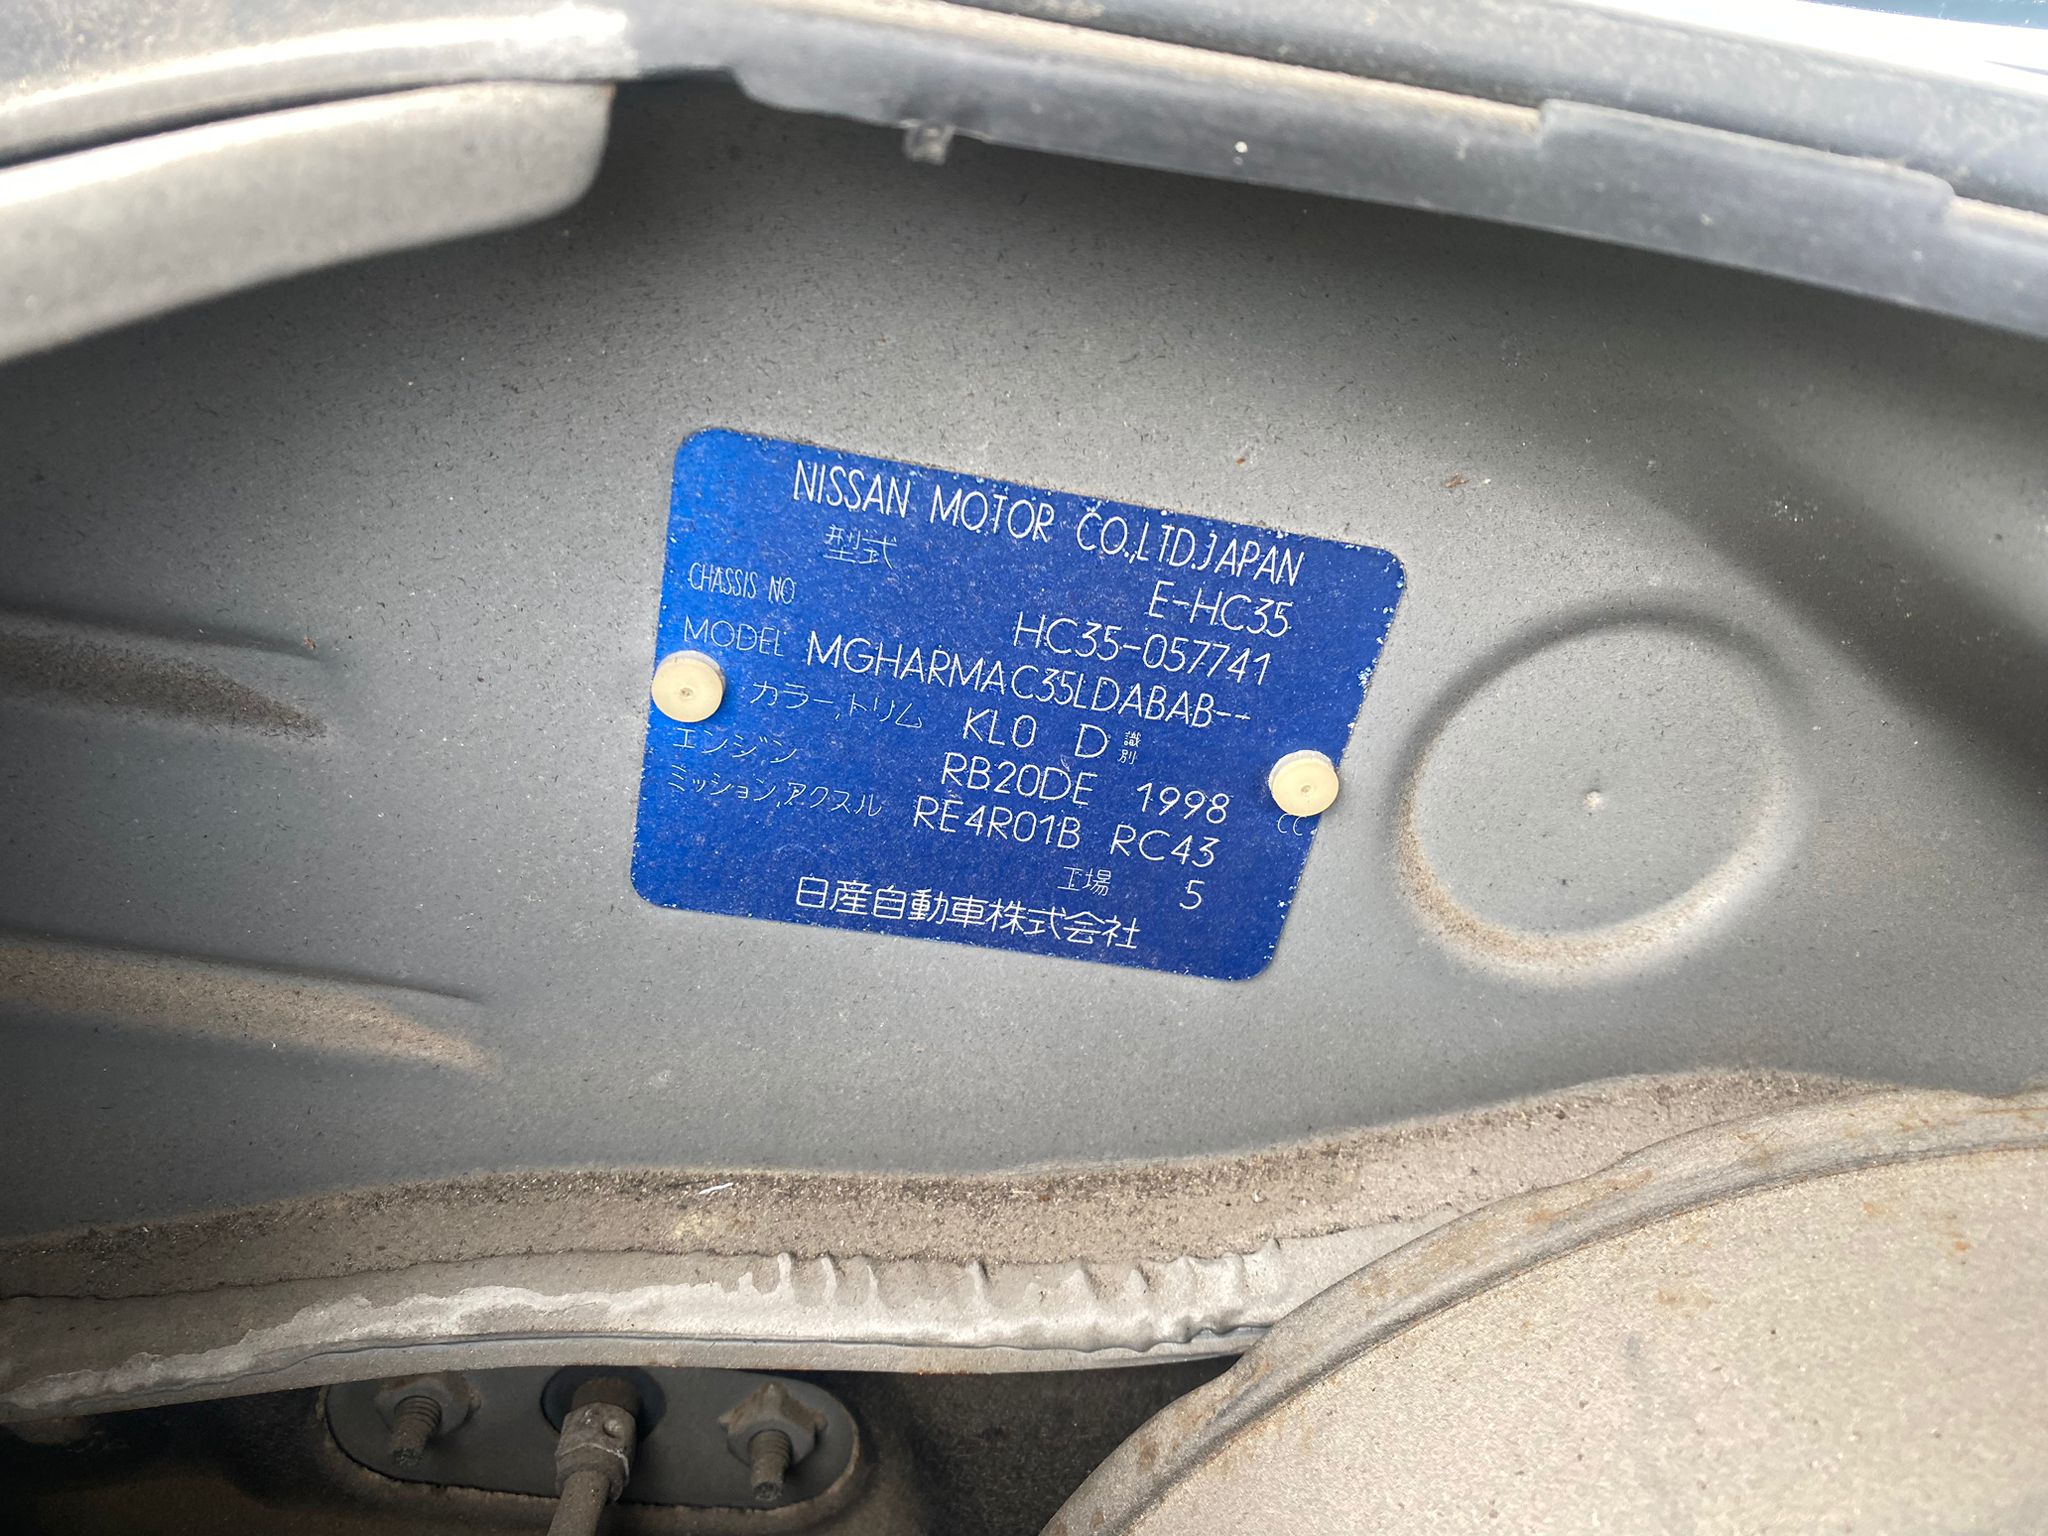 NISSAN MOTOR CO.,LTD.JAPAN
型式 E-HC35
CHASSIS NO HC35-057741
MODEL MGHARMAC35LDABAB--
カラー,トリム KL0 D 識別
エンジン RB20DE 1998 CC
ミッション,アクスル RE4R01B RC43
工場 5
日産自動車株式会社